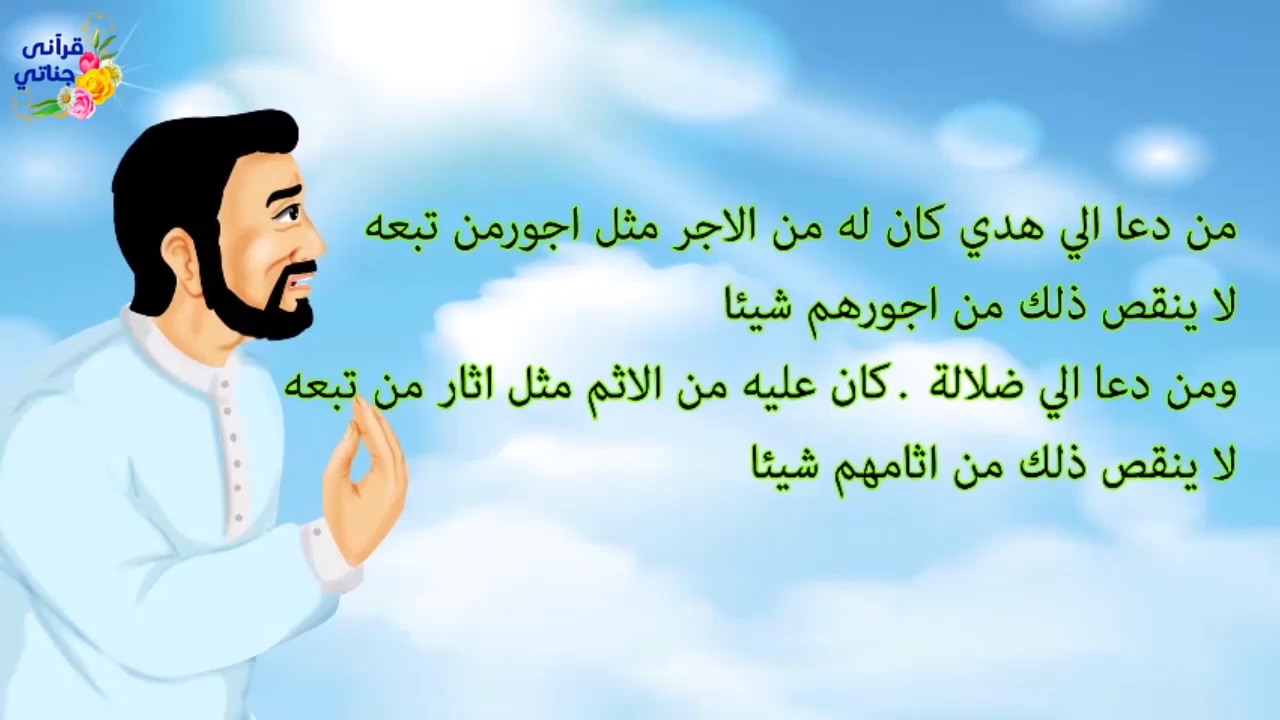 قرآنى
جناتي
من دعا الي هدي كان له من الاجر مثل اجورمن تبعه
لا ينقص ذلك من اجورهم شيئا
ومن دعا الي ضلالة . كان عليه من الاثم مثل اثار من تبعه
لا ينقص ذلك من اثامهم شيئا